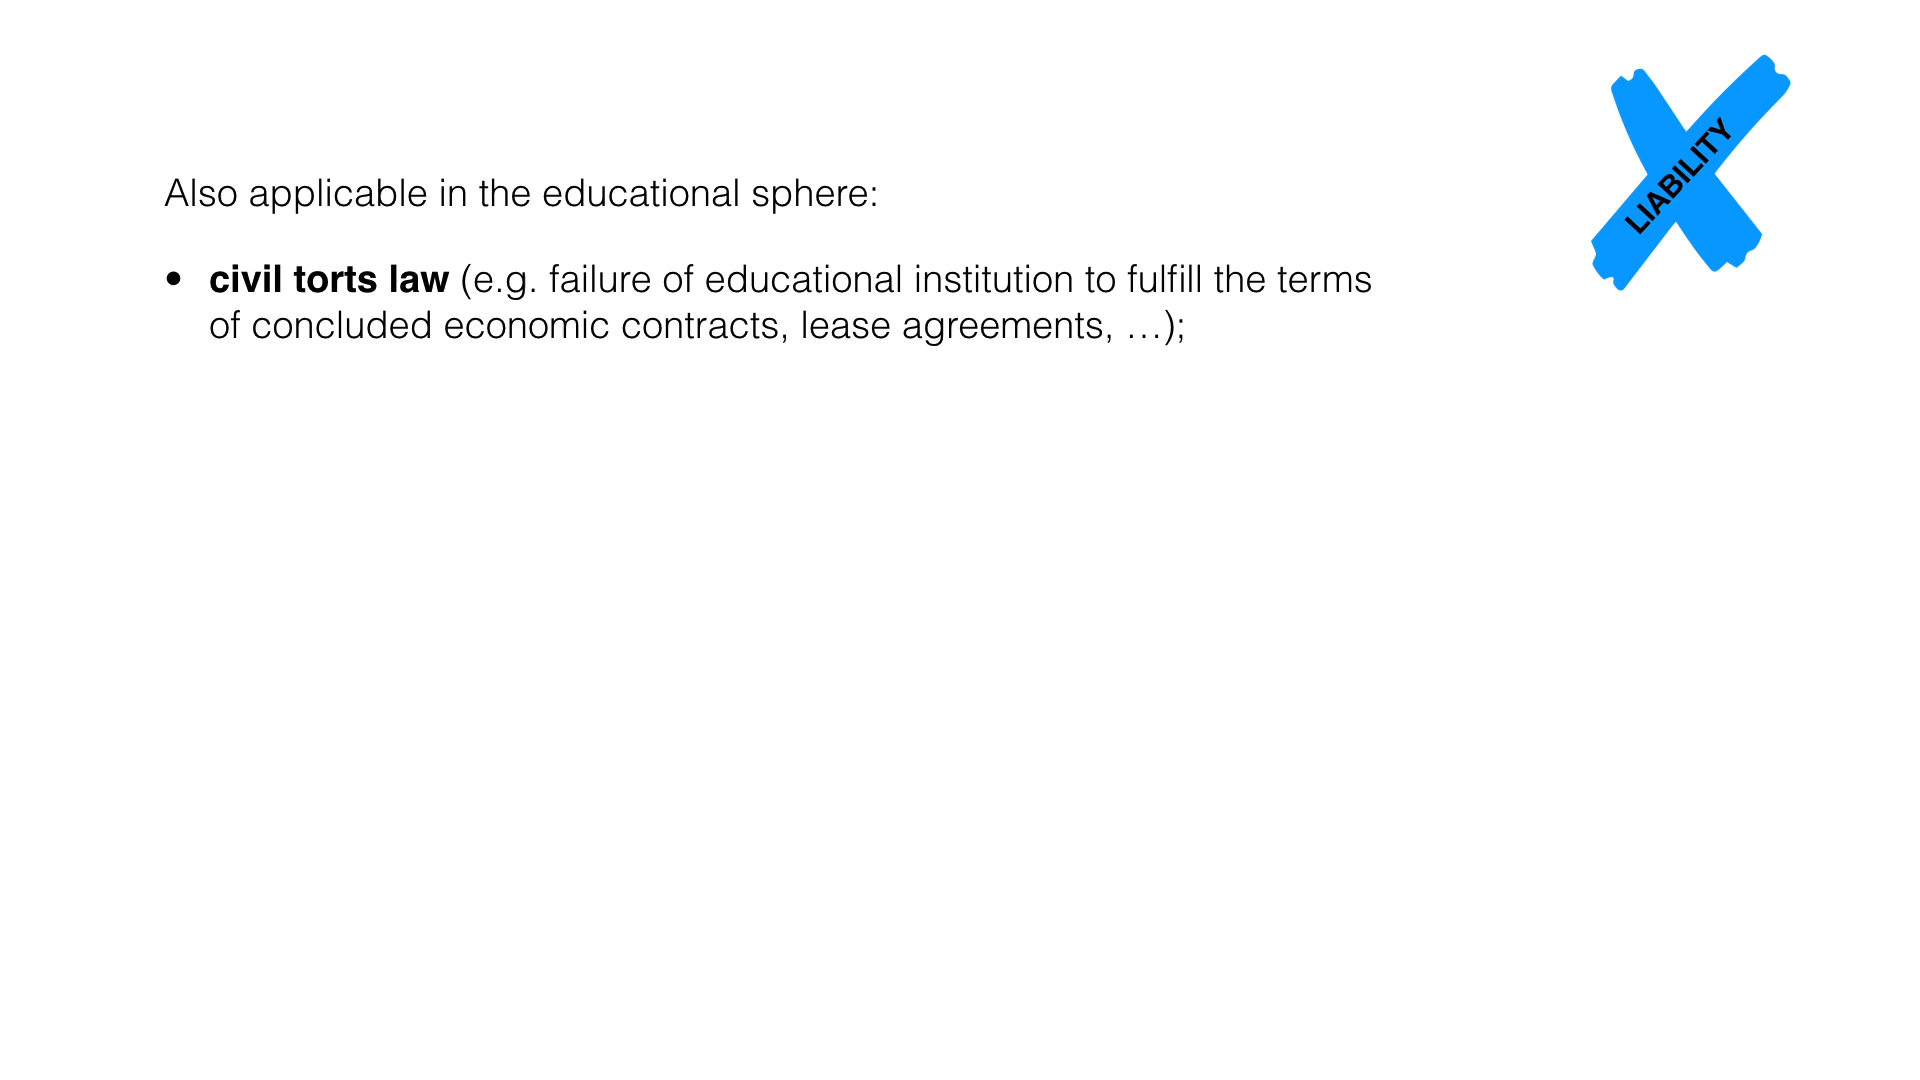 LIABILITY
Also applicable in the educational sphere:
• civil torts law (e.g. failure of educational institution to fulfill the terms
of concluded economic contracts, lease agreements, …);